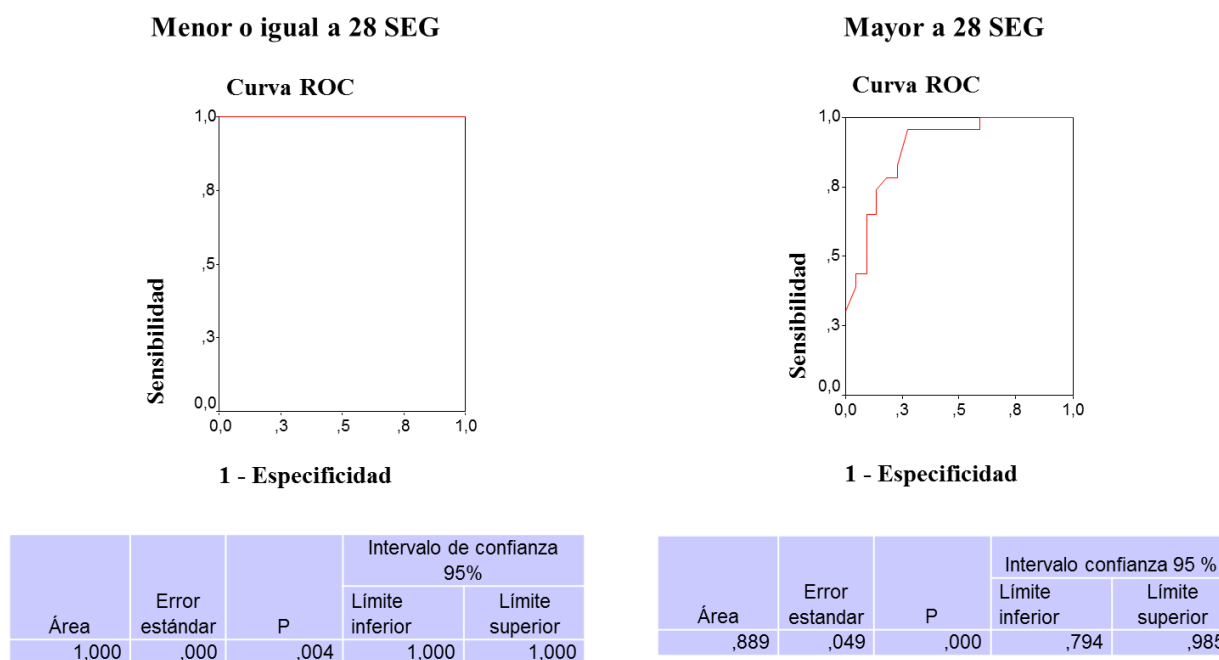 Menor o igual a 28 SEG
Curva ROC
1,0
,8
,5
,3
0,0
Sensibilidad
0,0 ,3 ,5 ,8 1,0
1 - Especificidad
Área Error estándar P Intervalo de confianza 95%
Límite inferior Límite superior
1,000 ,000 ,004 1,000 1,000
Mayor a 28 SEG
Curva ROC
1,0
,8
,5
,3
0,0
Sensibilidad
0,0 ,3 ,5 ,8 1,0
1 - Especificidad
Área Error estandar P Intervalo confianza 95 %
Límite inferior Límite superior
,889 ,049 ,000 ,794 ,985